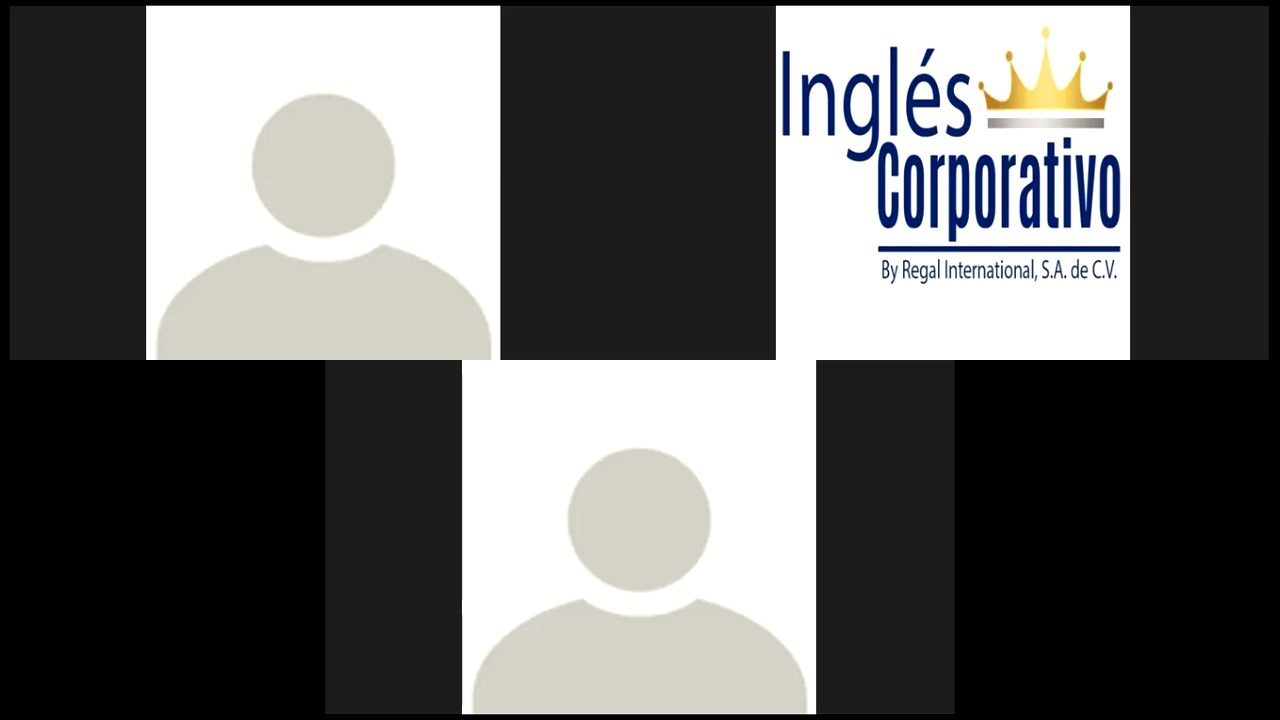 Inglés
Corporativo
By Regal International, S.A. de C.V.